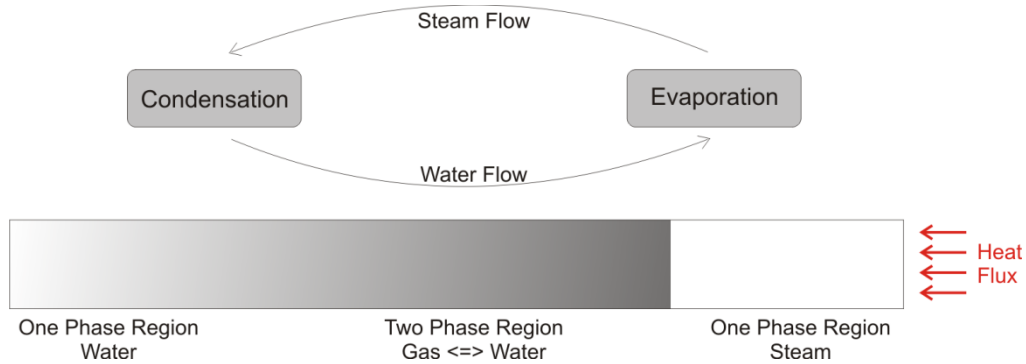 Steam Flow
Condensation
Evaporation
Water Flow
Heat
Flux
One Phase Region
Water
Two Phase Region
Gas <=> Water
One Phase Region
Steam